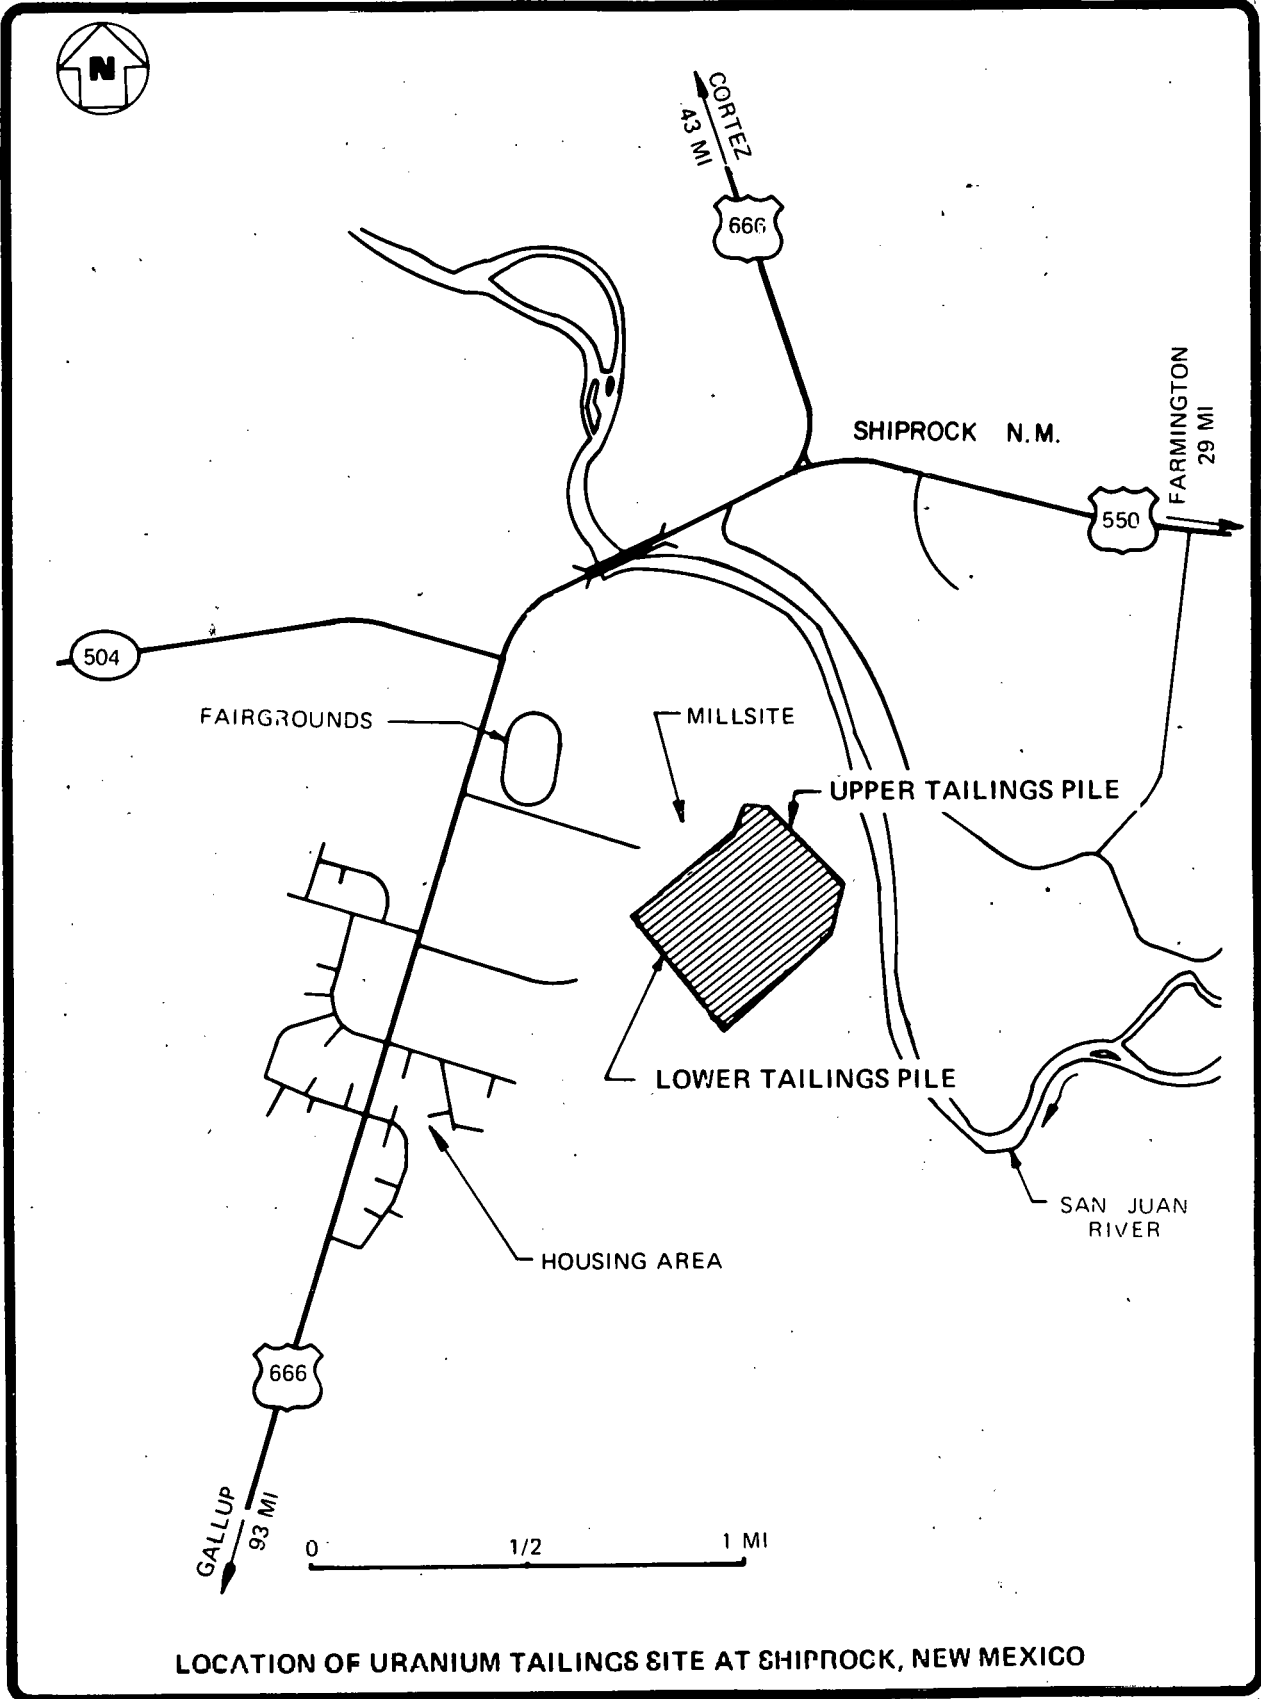 N
CORTEZ
43 MI
666
SHIPROCK N.M.
FARMINGTON
29 MI
550
504
FAIRGROUNDS
MILLSITE
UPPER TAILINGS PILE
LOWER TAILINGS PILE
SAN JUAN
RIVER
HOUSING AREA
666
GALLUP
93 MI
0 1/2 1 MI
LOCATION OF URANIUM TAILINGS SITE AT SHIPROCK, NEW MEXICO